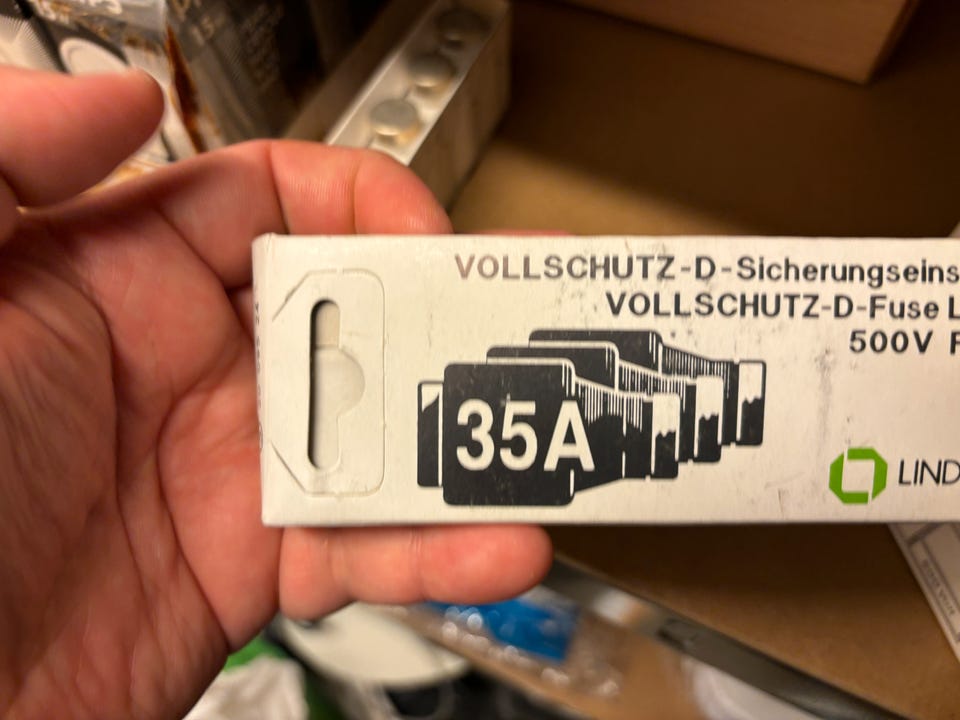 VOLLSCHUTZ-D-Sicherungseins
VOLLSCHUTZ-D-Fuse L
500V F
35A
LIND